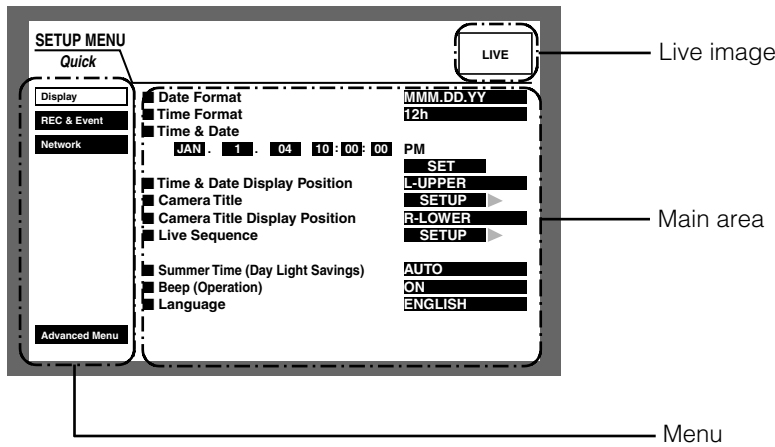 SETUP MENU
Quick
LIVE
Live image
Display
REC & Event
Network
Advanced Menu
Date Format MMM.DD.YY
Time Format 12h
Time & Date
JAN . 1 . 04 10 : 00 : 00 PM
SET
Time & Date Display Position L-UPPER
Camera Title SETUP
Camera Title Display Position R-LOWER
Live Sequence SETUP
Summer Time (Day Light Savings) AUTO
Beep (Operation) ON
Language ENGLISH
Main area
Menu